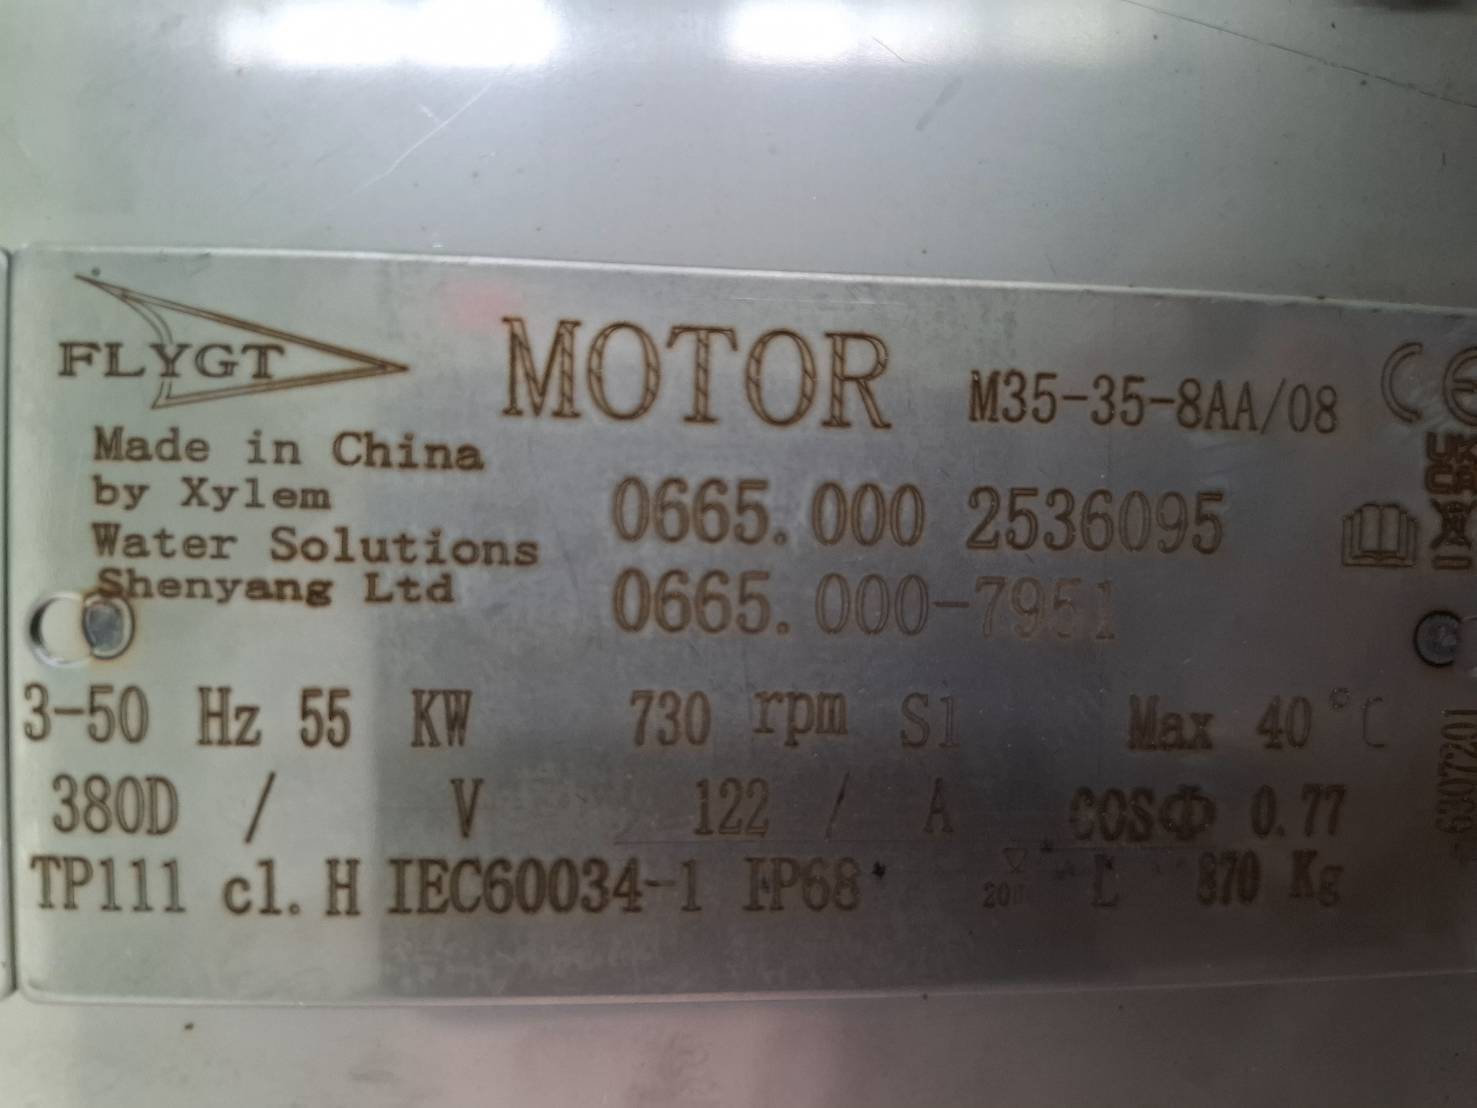 FLYGT
MOTOR M35-35-8AA/08
Made in China
by Xylem
Water Solutions
Shenyang Ltd
0665.000 2536095
0665.000-7951
3-50 Hz 55 KW 730 rpm S1 Max 40°C
380D / V 122 / A COSΦ 0.77
TP111 cl. H IEC60034-1 IP68 L 870 Kg